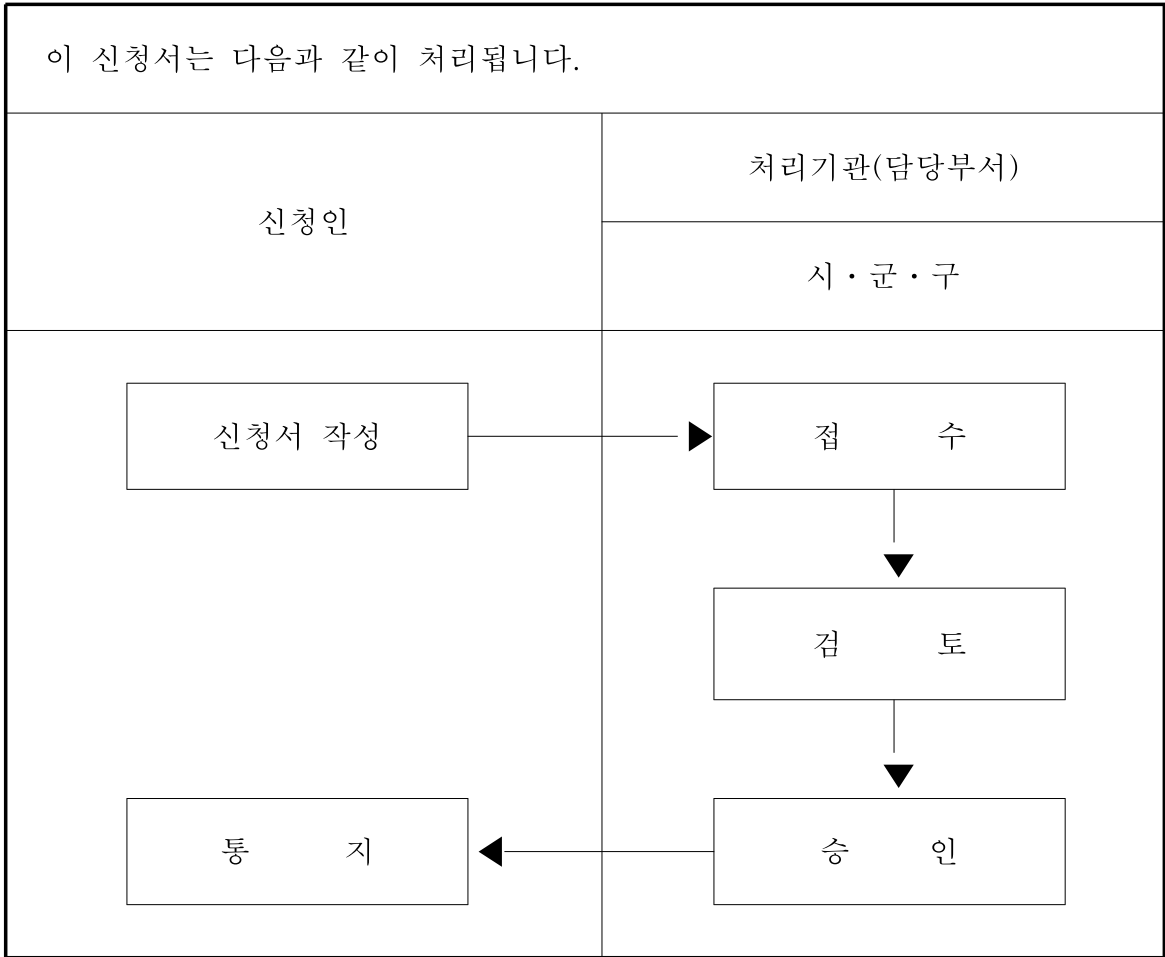 이 신청서는 다음과 같이 처리됩니다.
신청인
처리기관(담당부서)
시·군·구
신청서 작성
접 수
검 토
승 인
통 지